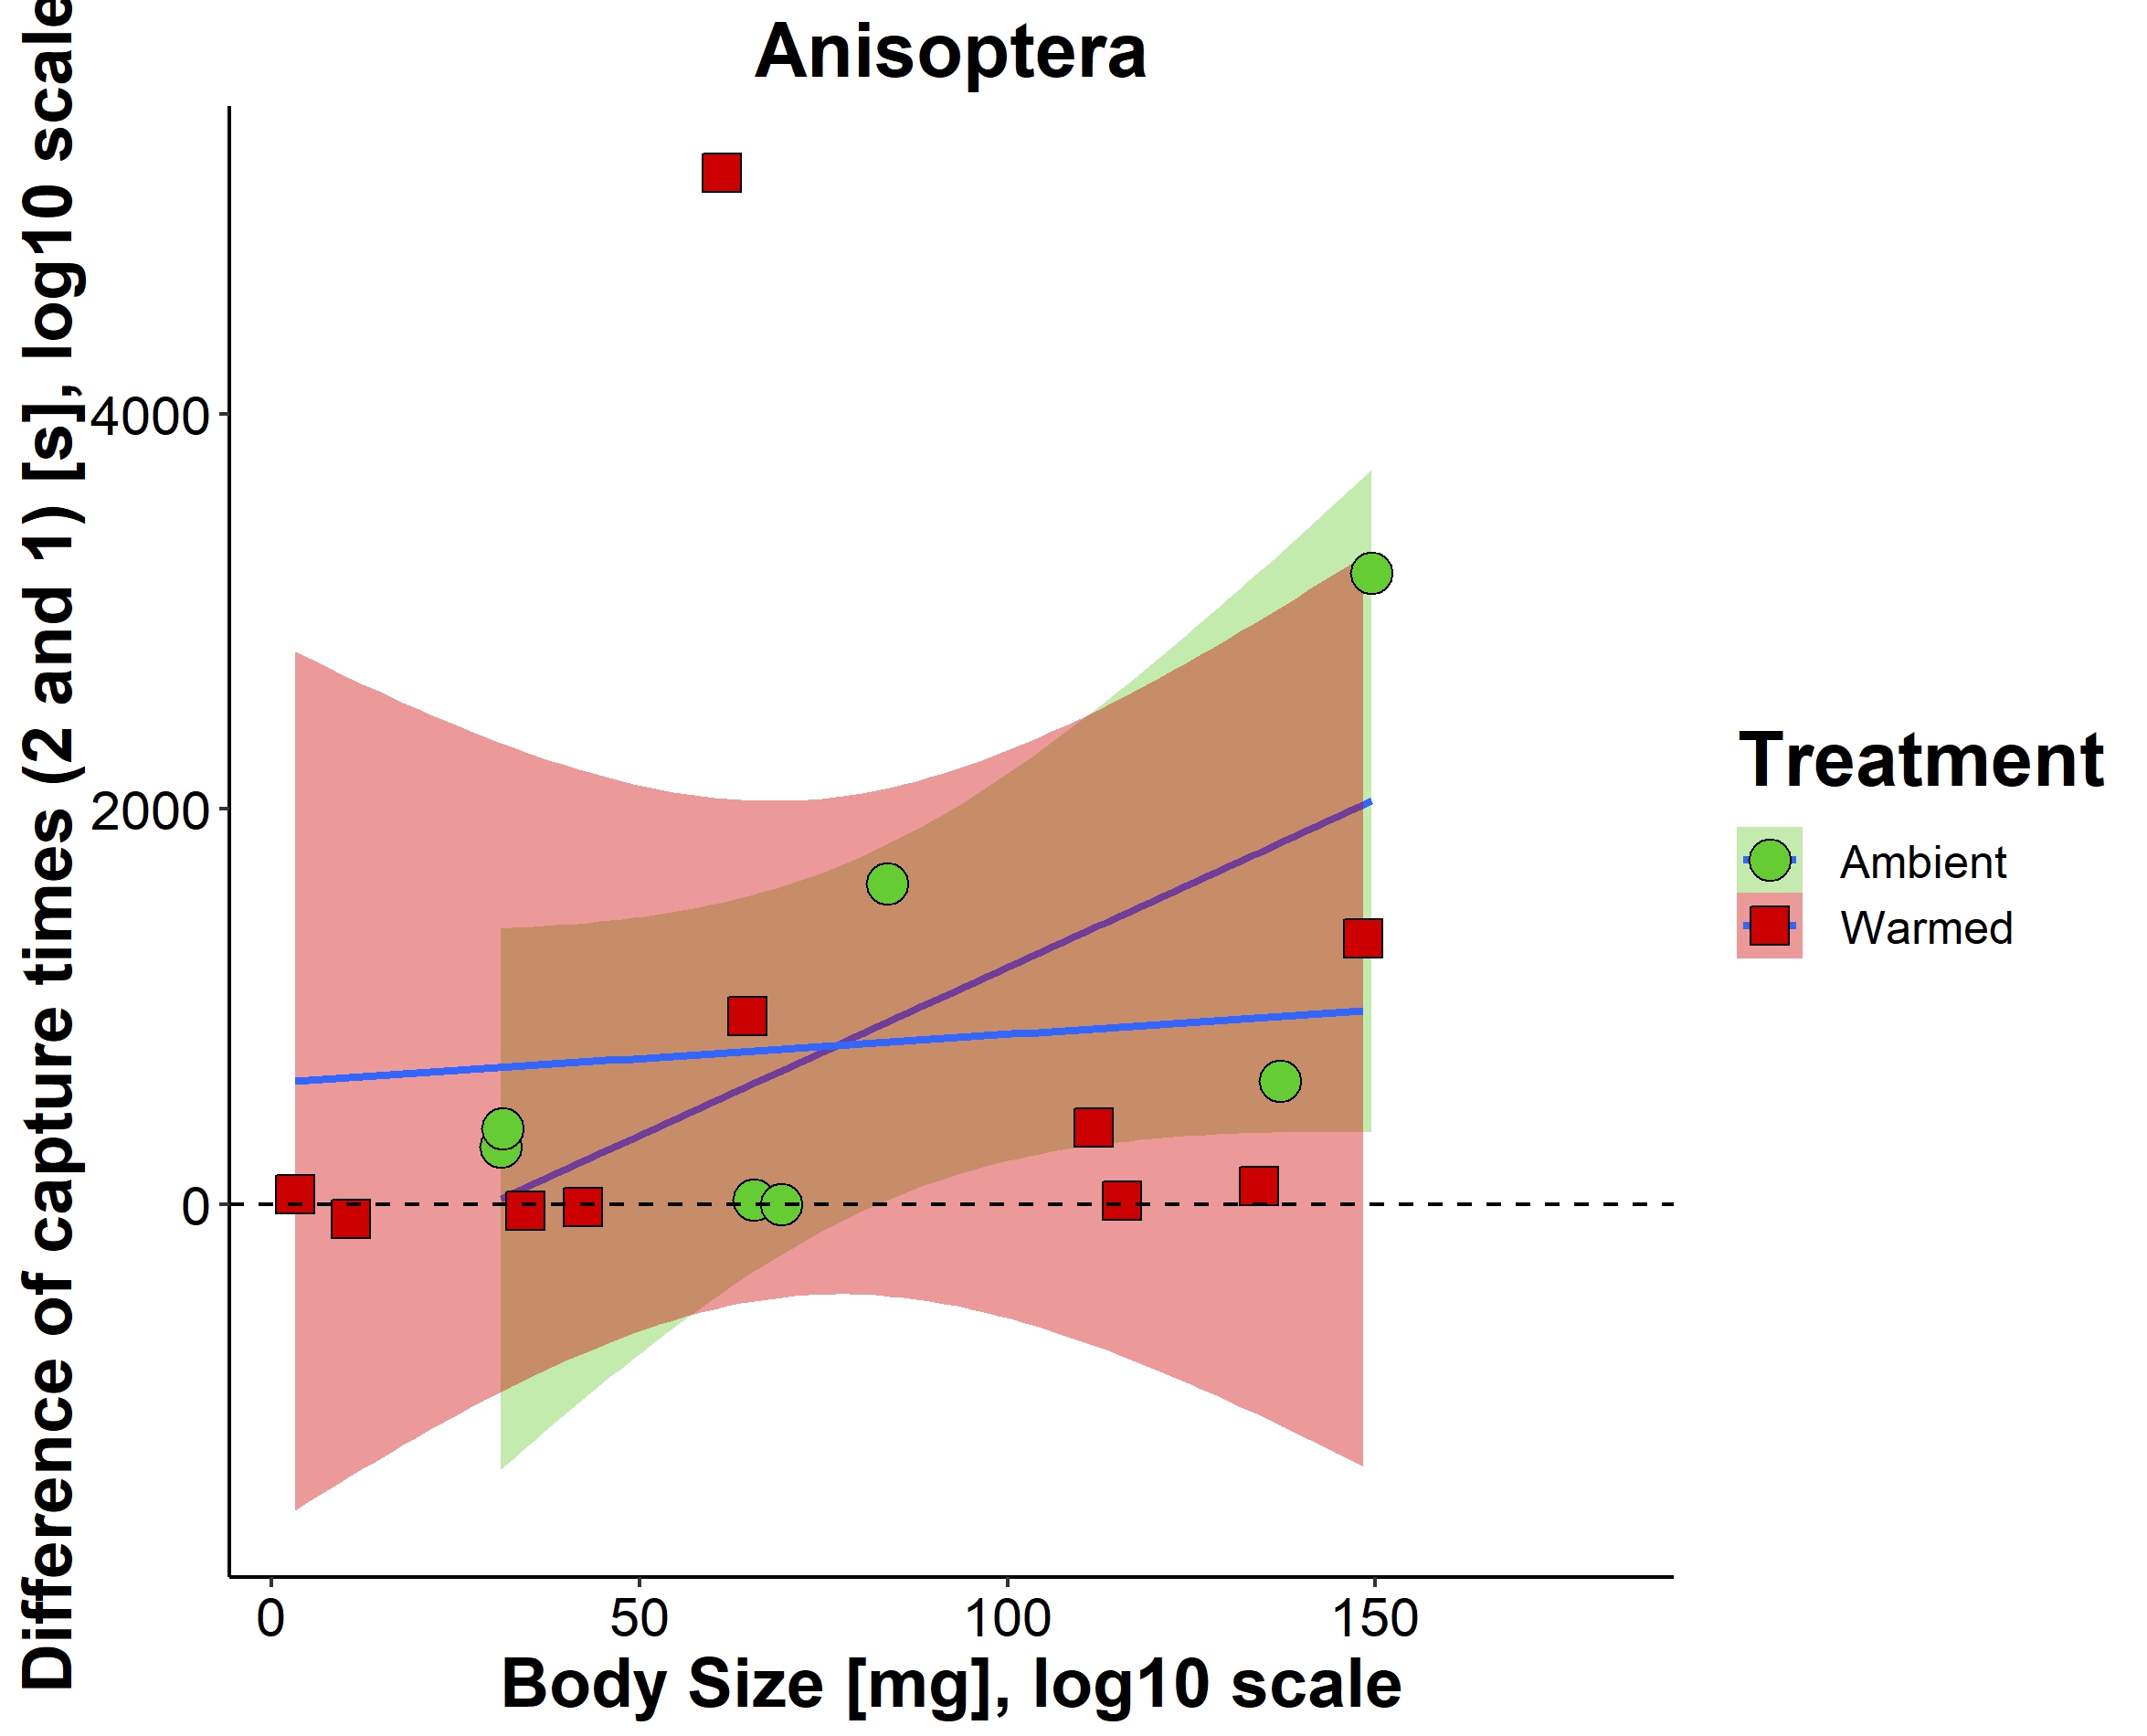 Anisoptera
Difference of capture times (2 and 1) [s], log10 scale
4000
2000
0
0 50 100 150
Body Size [mg], log10 scale
Treatment
Ambient
Warmed